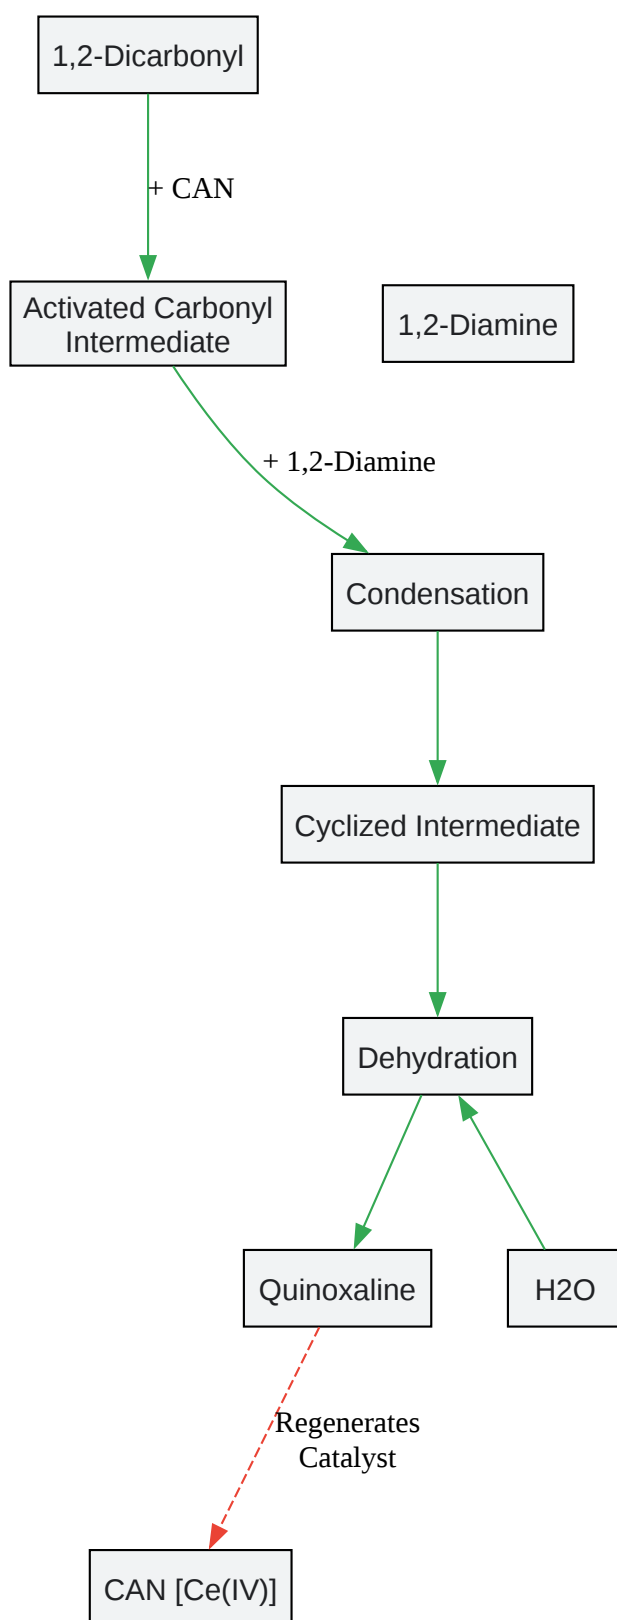 1,2-Dicarbonyl
+ CAN
Activated Carbonyl
Intermediate
1,2-Diamine
+ 1,2-Diamine
Condensation
Cyclized Intermediate
Dehydration
Quinoxaline
H2O
Regenerates
Catalyst
CAN [Ce(IV)]